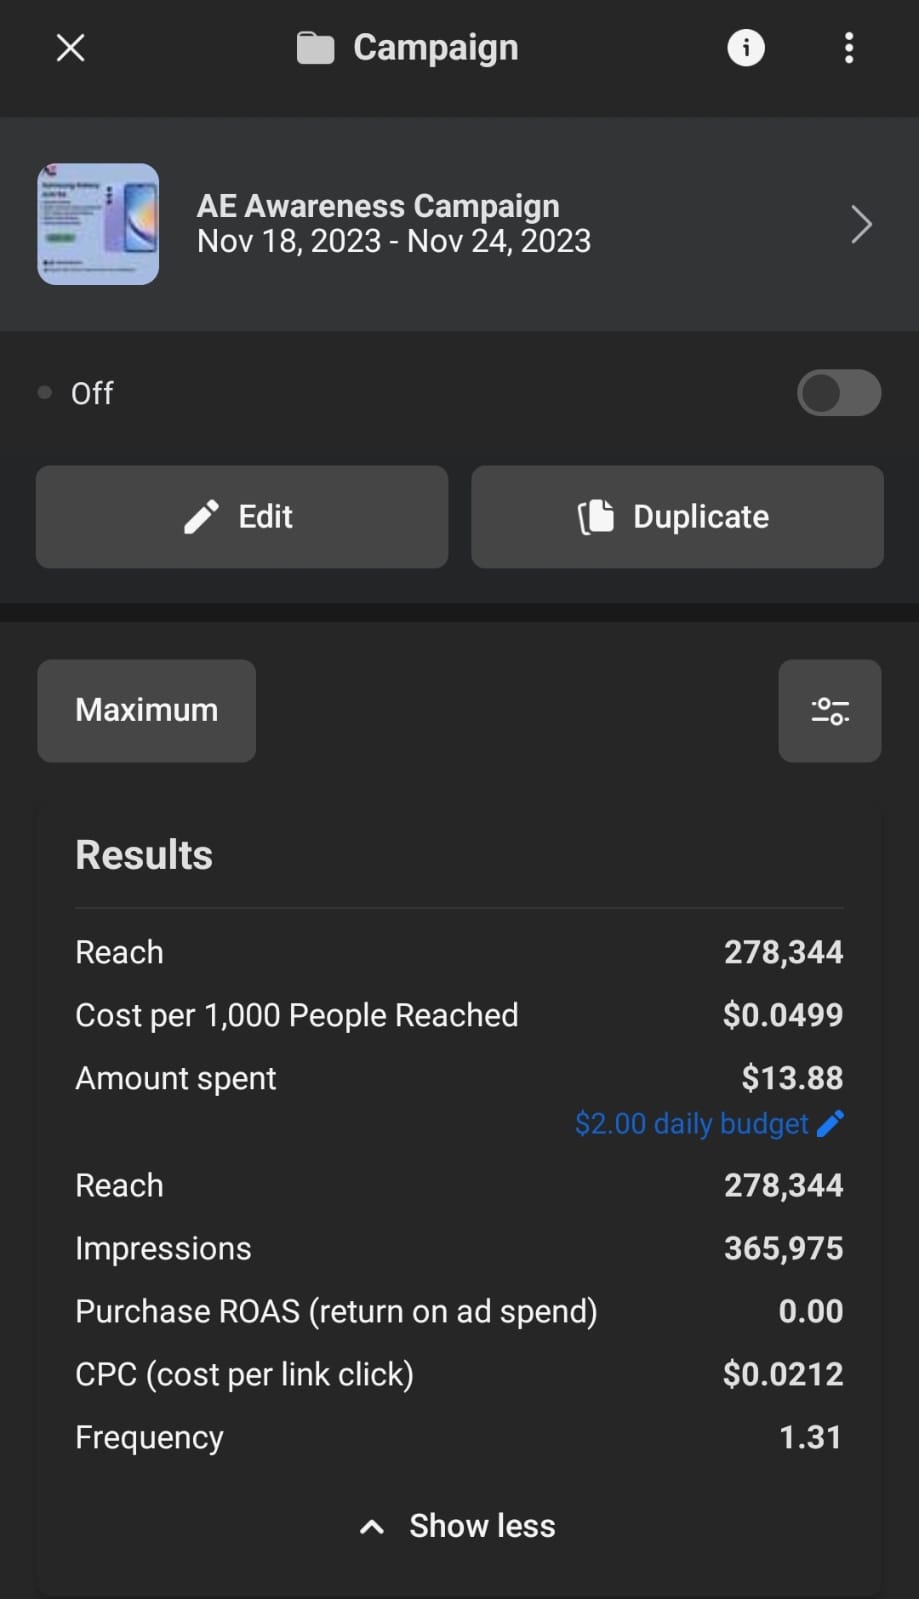 Campaign
AE Awareness Campaign
Nov 18, 2023 - Nov 24, 2023
Off
Edit
Duplicate
Maximum
Results
Reach 278,344
Cost per 1,000 People Reached $0.0499
Amount spent $13.88
$2.00 daily budget
Reach 278,344
Impressions 365,975
Purchase ROAS (return on ad spend) 0.00
CPC (cost per link click) $0.0212
Frequency 1.31
Show less